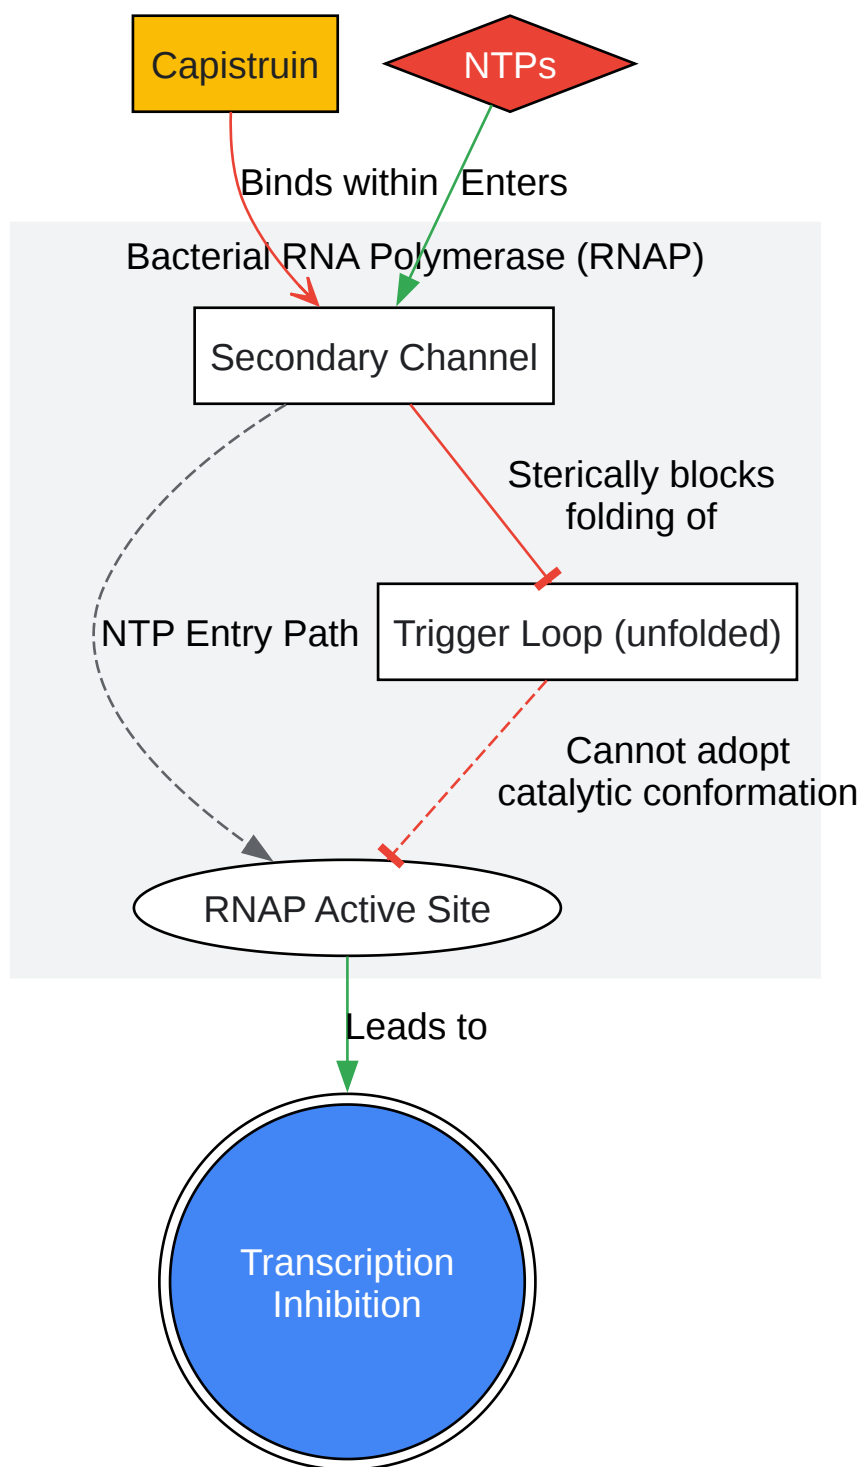 Capistruin
NTPs
Binds within
Enters
Bacterial RNA Polymerase (RNAP)
Secondary Channel
Sterically blocks
folding of
NTP Entry Path
Trigger Loop (unfolded)
Cannot adopt
catalytic conformation
RNAP Active Site
Leads to
Transcription
Inhibition